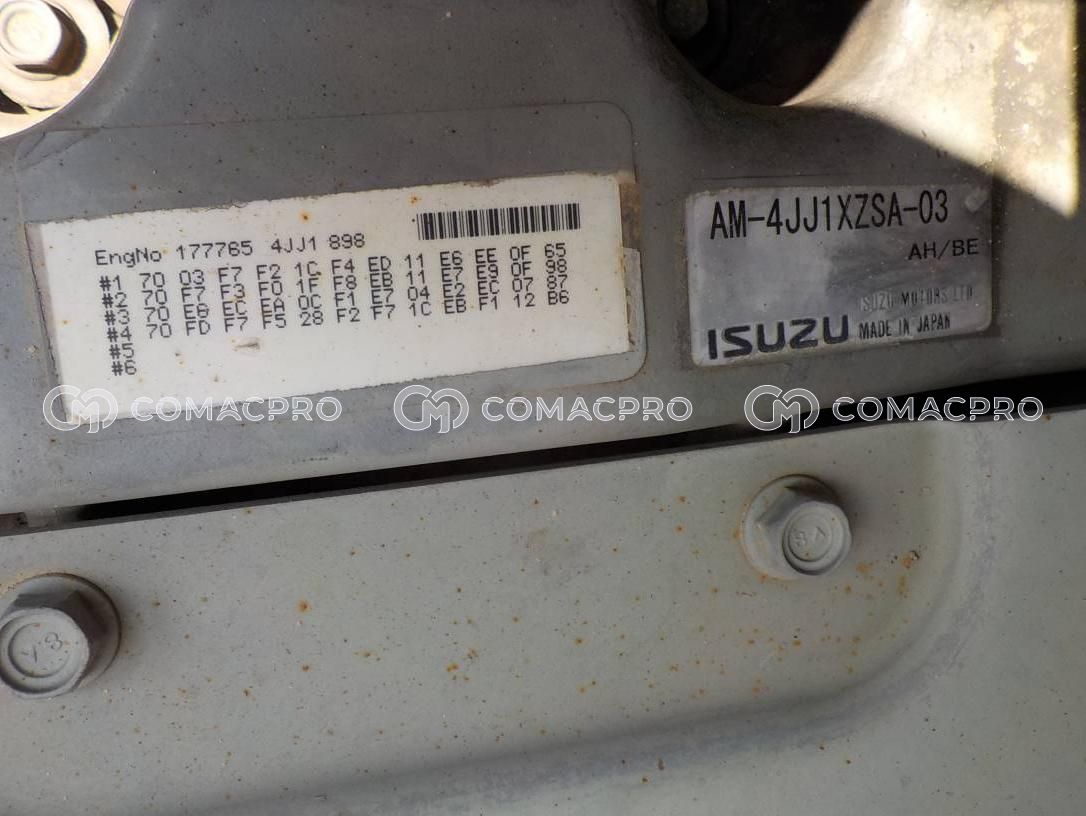 EngNo 177765 4JJ1 898
#1 70 03 F7 F2 1C F4 ED 11 E6 EE 0F 65
#2 70 F7 F3 F0 1F F8 EB 11 E7 E9 0F 98
#3 70 E6 EC EA 0C F1 E7 04 E2 EC 07 87
#4 70 FD F7 F5 28 F2 F7 1C EB F1 12 B6
#5
#6
AM-4JJ1XZSA-03
AH/BE
ISUZU MOTORS LTD
ISUZU MADE IN JAPAN
COMACPRO COMACPRO COMACPRO